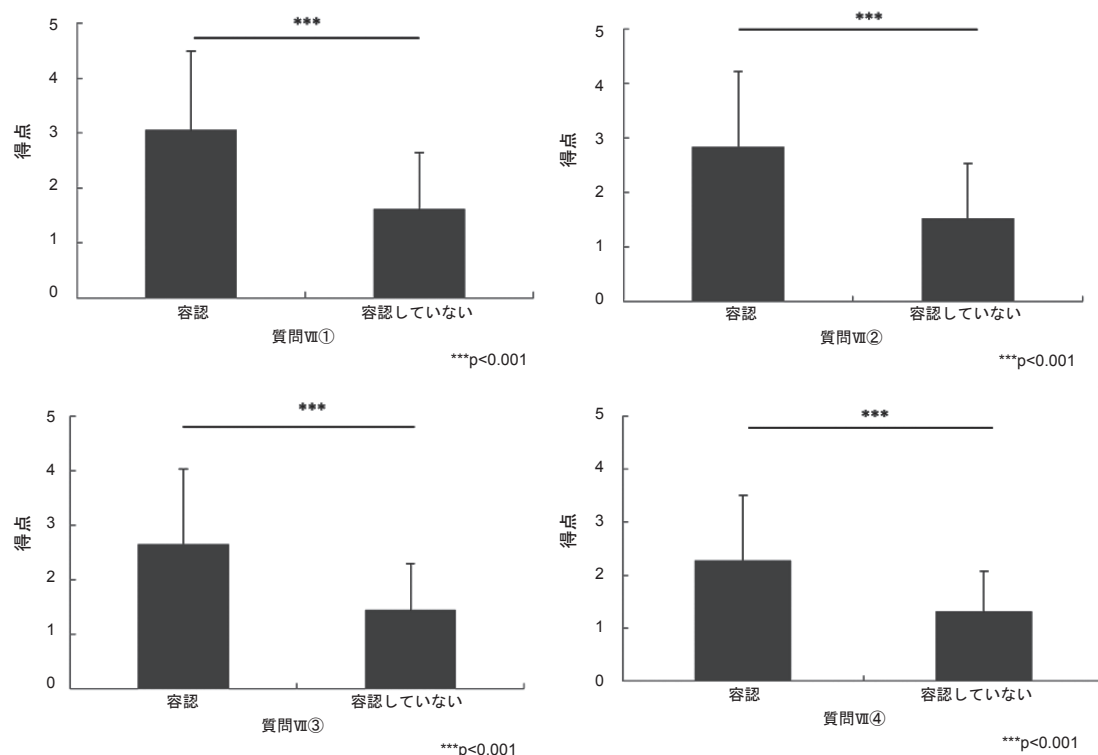 ***
得点
5
4
3
2
1
0
容認
容認していない
質問Ⅶ①
***p<0.001
***
得点
5
4
3
2
1
0
容認
容認していない
質問Ⅶ②
***p<0.001
***
得点
5
4
3
2
1
0
容認
容認していない
質問Ⅶ③
***p<0.001
***
得点
5
4
3
2
1
0
容認
容認していない
質問Ⅶ④
***p<0.001